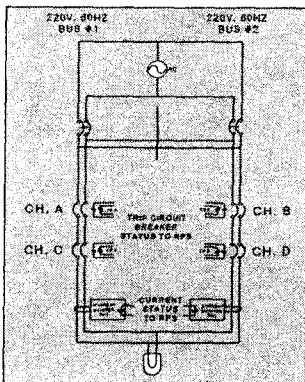 220V, 60HZ
BUS #1
220V, 60HZ
BUS #2
CH. A
CH. B
TRIP CIRCUIT
BREAKER
STATUS TO RPS
CH. C
CH. D
CURRENT
STATUS
TO RPS